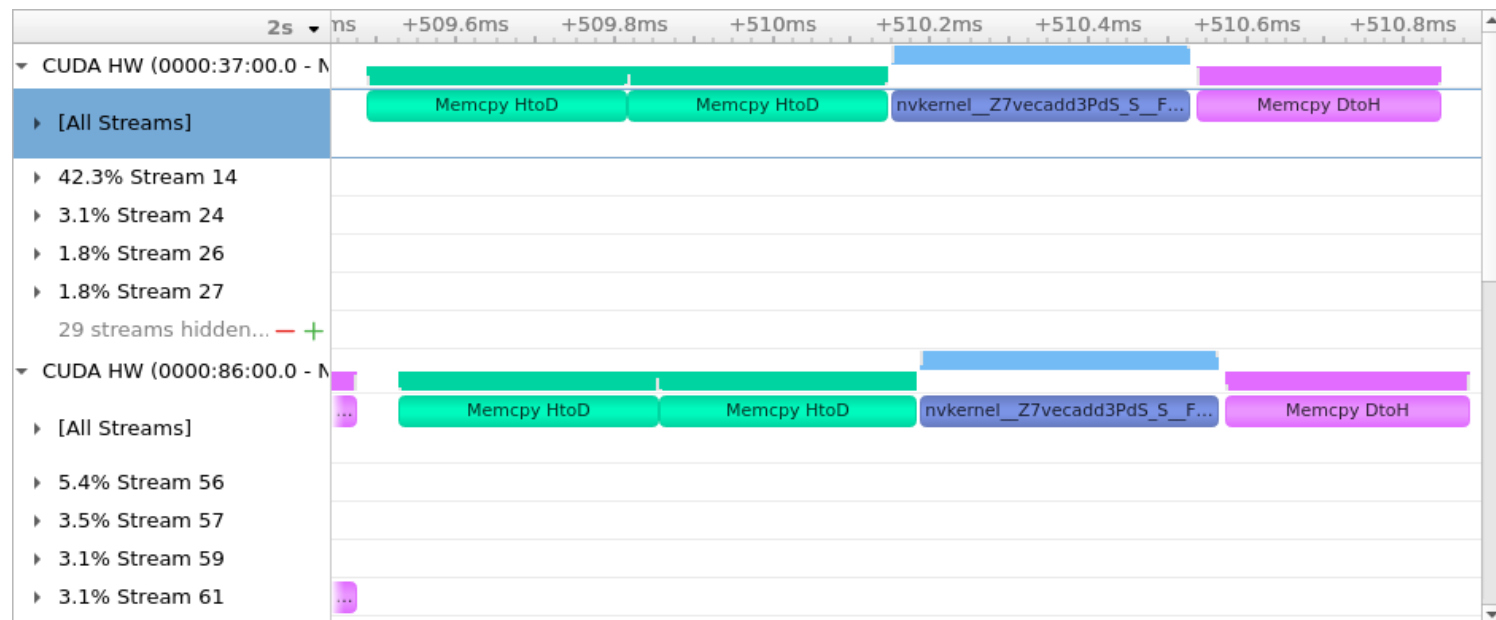 2s ms +509.6ms +509.8ms +510ms +510.2ms +510.4ms +510.6ms +510.8ms
CUDA HW (0000:37:00.0 - N
[All Streams] Memcpy HtoD Memcpy HtoD nvkernel__Z7vecadd3PdS_S__F... Memcpy DtoH
42.3% Stream 14
3.1% Stream 24
1.8% Stream 26
1.8% Stream 27
29 streams hidden... − +
CUDA HW (0000:86:00.0 - N
[All Streams] ... Memcpy HtoD Memcpy HtoD nvkernel__Z7vecadd3PdS_S__F... Memcpy DtoH
5.4% Stream 56
3.5% Stream 57
3.1% Stream 59
3.1% Stream 61 ...